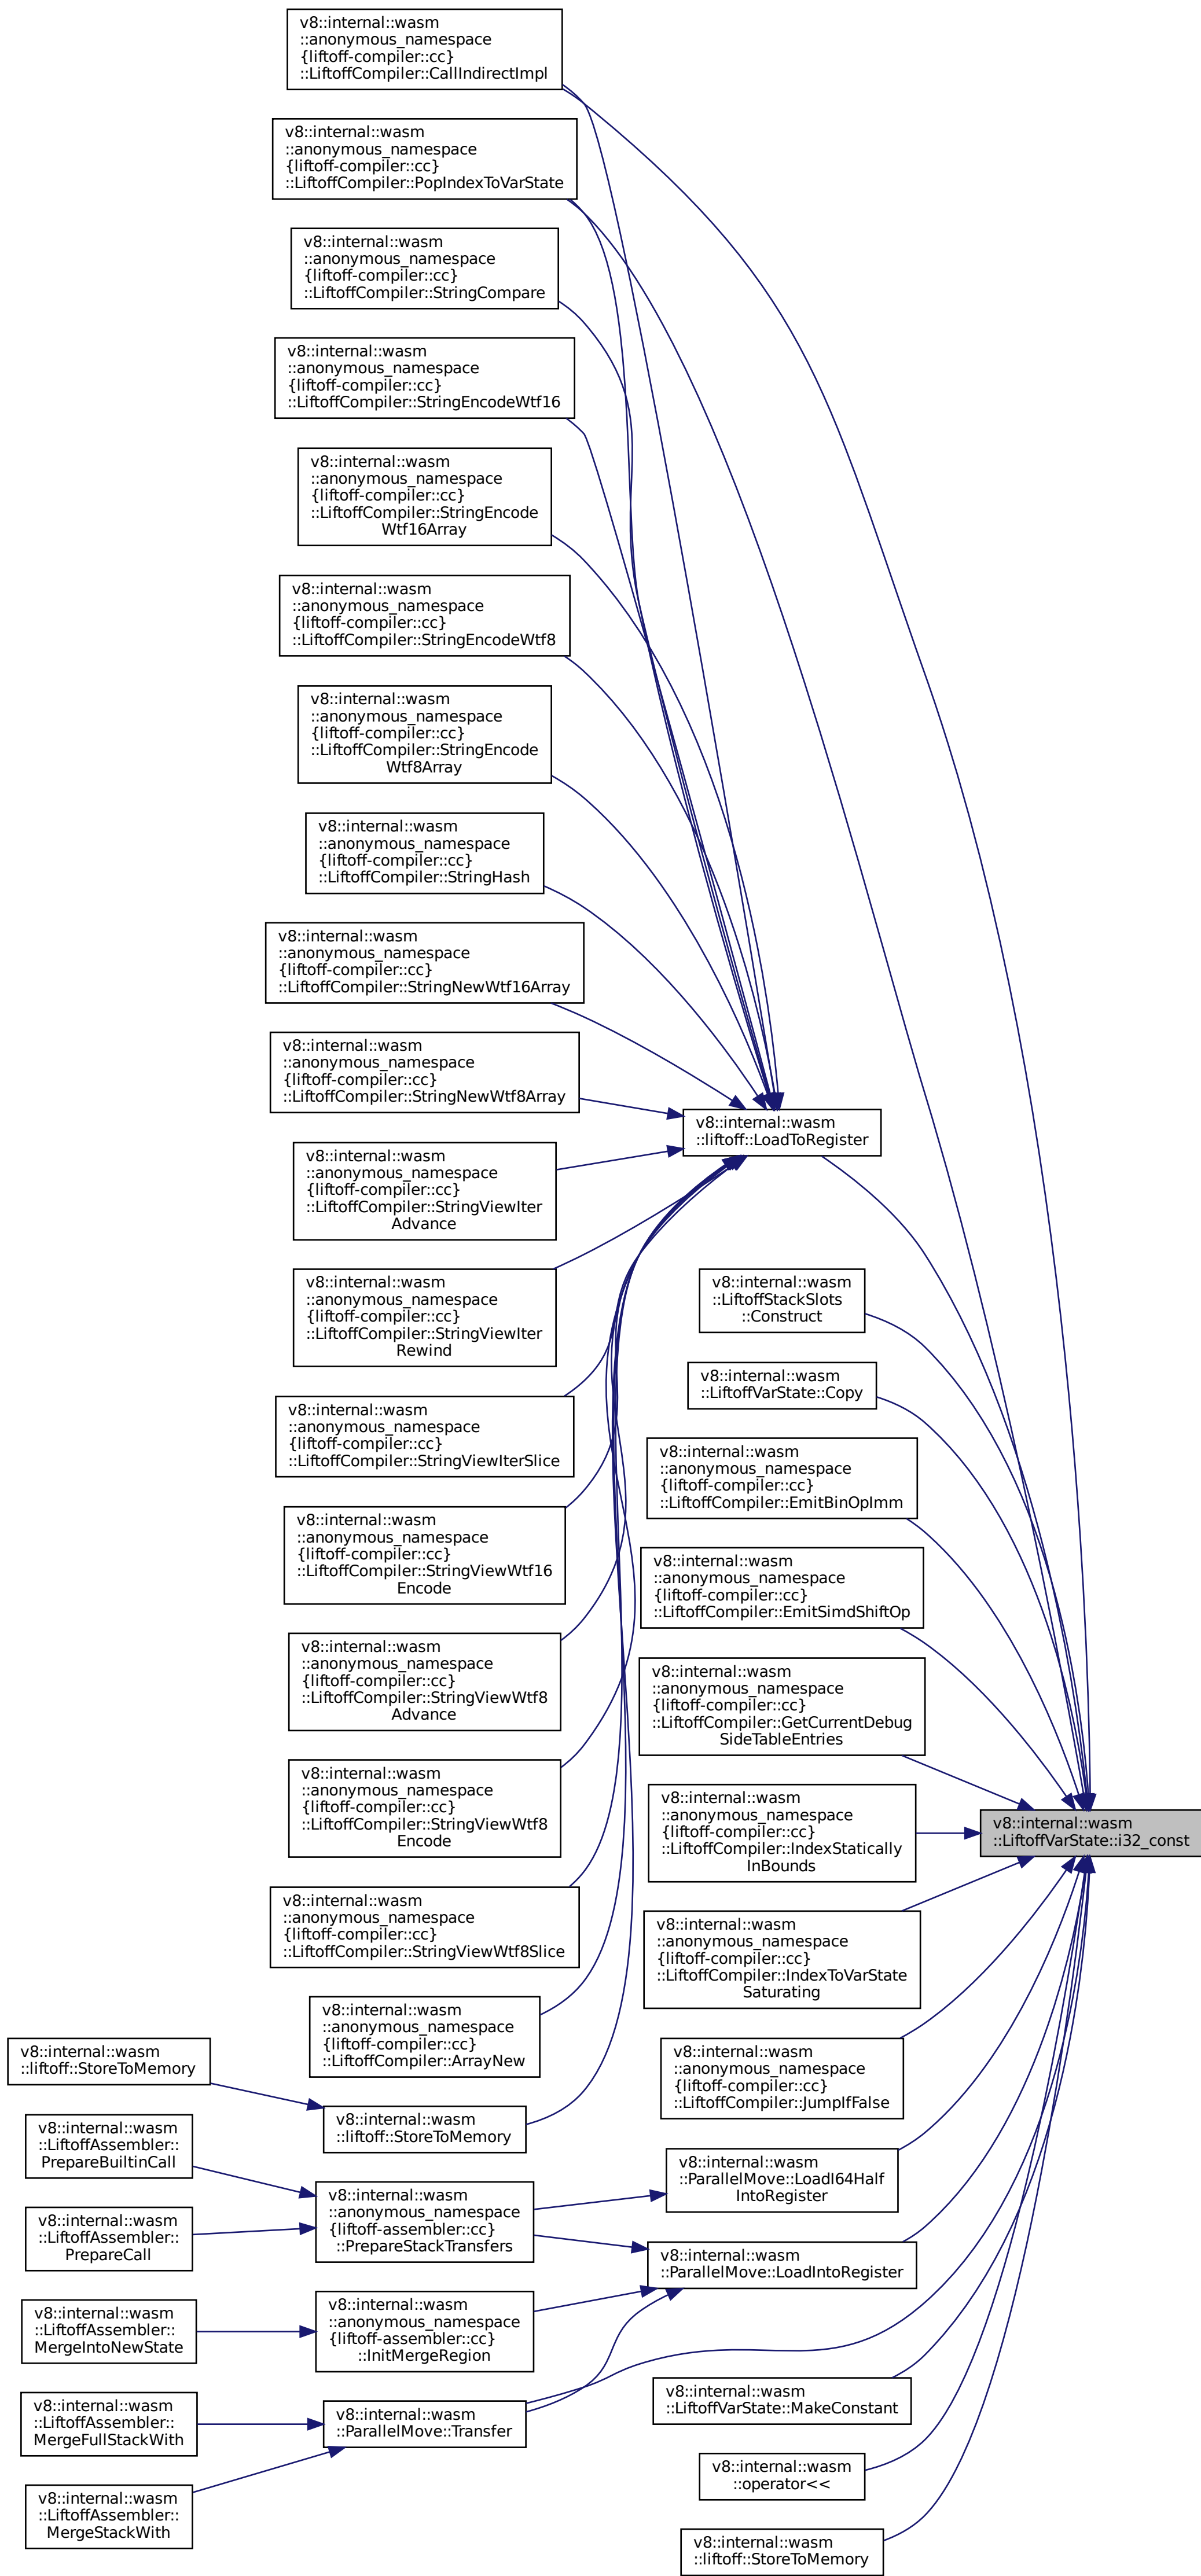 v8::internal::wasm
::anonymous_namespace
{liftoff-compiler::cc}
::LiftoffCompiler::CallIndirectImpl
v8::internal::wasm
::anonymous_namespace
{liftoff-compiler::cc}
::LiftoffCompiler::PopIndexToVarState
v8::internal::wasm
::anonymous_namespace
{liftoff-compiler::cc}
::LiftoffCompiler::StringCompare
v8::internal::wasm
::anonymous_namespace
{liftoff-compiler::cc}
::LiftoffCompiler::StringEncodeWtf16
v8::internal::wasm
::anonymous_namespace
{liftoff-compiler::cc}
::LiftoffCompiler::StringEncode
Wtf16Array
v8::internal::wasm
::anonymous_namespace
{liftoff-compiler::cc}
::LiftoffCompiler::StringEncodeWtf8
v8::internal::wasm
::anonymous_namespace
{liftoff-compiler::cc}
::LiftoffCompiler::StringEncode
Wtf8Array
v8::internal::wasm
::anonymous_namespace
{liftoff-compiler::cc}
::LiftoffCompiler::StringHash
v8::internal::wasm
::anonymous_namespace
{liftoff-compiler::cc}
::LiftoffCompiler::StringNewWtf16Array
v8::internal::wasm
::anonymous_namespace
{liftoff-compiler::cc}
::LiftoffCompiler::StringNewWtf8Array
v8::internal::wasm
::liftoff::LoadToRegister
v8::internal::wasm
::anonymous_namespace
{liftoff-compiler::cc}
::LiftoffCompiler::StringViewIter
Advance
v8::internal::wasm
::anonymous_namespace
{liftoff-compiler::cc}
::LiftoffCompiler::StringViewIter
Rewind
v8::internal::wasm
::LiftoffStackSlots
::Construct
v8::internal::wasm
::LiftoffVarState::Copy
v8::internal::wasm
::anonymous_namespace
{liftoff-compiler::cc}
::LiftoffCompiler::StringViewIterSlice
v8::internal::wasm
::anonymous_namespace
{liftoff-compiler::cc}
::LiftoffCompiler::EmitBinOpImm
v8::internal::wasm
::anonymous_namespace
{liftoff-compiler::cc}
::LiftoffCompiler::StringViewWtf16
Encode
v8::internal::wasm
::anonymous_namespace
{liftoff-compiler::cc}
::LiftoffCompiler::EmitSimdShiftOp
v8::internal::wasm
::anonymous_namespace
{liftoff-compiler::cc}
::LiftoffCompiler::StringViewWtf8
Advance
v8::internal::wasm
::anonymous_namespace
{liftoff-compiler::cc}
::LiftoffCompiler::GetCurrentDebug
SideTableEntries
v8::internal::wasm
::anonymous_namespace
{liftoff-compiler::cc}
::LiftoffCompiler::StringViewWtf8
Encode
v8::internal::wasm
::anonymous_namespace
{liftoff-compiler::cc}
::LiftoffCompiler::IndexStatically
InBounds
v8::internal::wasm
::LiftoffVarState::i32_const
v8::internal::wasm
::anonymous_namespace
{liftoff-compiler::cc}
::LiftoffCompiler::StringViewWtf8Slice
v8::internal::wasm
::anonymous_namespace
{liftoff-compiler::cc}
::LiftoffCompiler::IndexToVarState
Saturating
v8::internal::wasm
::anonymous_namespace
{liftoff-compiler::cc}
::LiftoffCompiler::ArrayNew
v8::internal::wasm
::anonymous_namespace
{liftoff-compiler::cc}
::LiftoffCompiler::JumpIfFalse
v8::internal::wasm
::liftoff::StoreToMemory
v8::internal::wasm
::liftoff::StoreToMemory
v8::internal::wasm
::LiftoffAssembler::
PrepareBuiltinCall
v8::internal::wasm
::ParallelMove::LoadI64Half
IntoRegister
v8::internal::wasm
::anonymous_namespace
{liftoff-assembler::cc}
::PrepareStackTransfers
v8::internal::wasm
::LiftoffAssembler::
PrepareCall
v8::internal::wasm
::ParallelMove::LoadIntoRegister
v8::internal::wasm
::anonymous_namespace
{liftoff-assembler::cc}
::InitMergeRegion
v8::internal::wasm
::LiftoffAssembler::
MergeIntoNewState
v8::internal::wasm
::LiftoffVarState::MakeConstant
v8::internal::wasm
::LiftoffAssembler::
MergeFullStackWith
v8::internal::wasm
::ParallelMove::Transfer
v8::internal::wasm
::operator<<
v8::internal::wasm
::LiftoffAssembler::
MergeStackWith
v8::internal::wasm
::liftoff::StoreToMemory